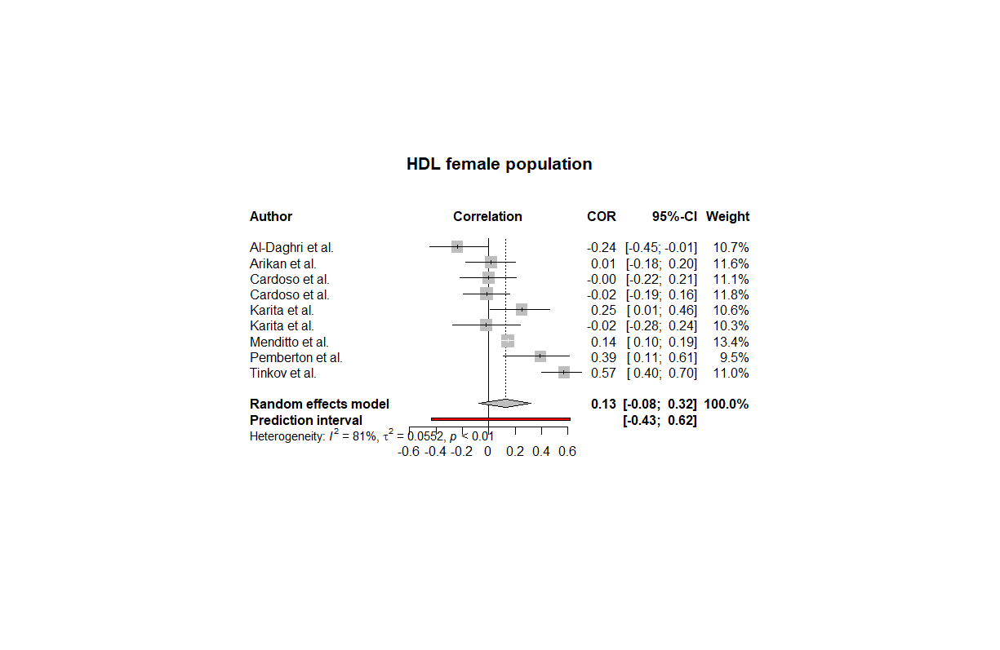 HDL female population
Author Correlation COR 95%-CI Weight
Al-Daghri et al. -0.24 [-0.45; -0.01] 10.7%
Arikan et al. 0.01 [-0.18; 0.20] 11.6%
Cardoso et al. -0.00 [-0.22; 0.21] 11.1%
Cardoso et al. -0.02 [-0.19; 0.16] 11.8%
Karita et al. 0.25 [ 0.01; 0.46] 10.6%
Karita et al. -0.02 [-0.28; 0.24] 10.3%
Menditto et al. 0.14 [ 0.10; 0.19] 13.4%
Pemberton et al. 0.39 [ 0.11; 0.61] 9.5%
Tinkov et al. 0.57 [ 0.40; 0.70] 11.0%
Random effects model 0.13 [-0.08; 0.32] 100.0%
Prediction interval [-0.43; 0.62]
Heterogeneity: I² = 81%, τ² = 0.0552, p < 0.01
-0.6 -0.4 -0.2 0 0.2 0.4 0.6